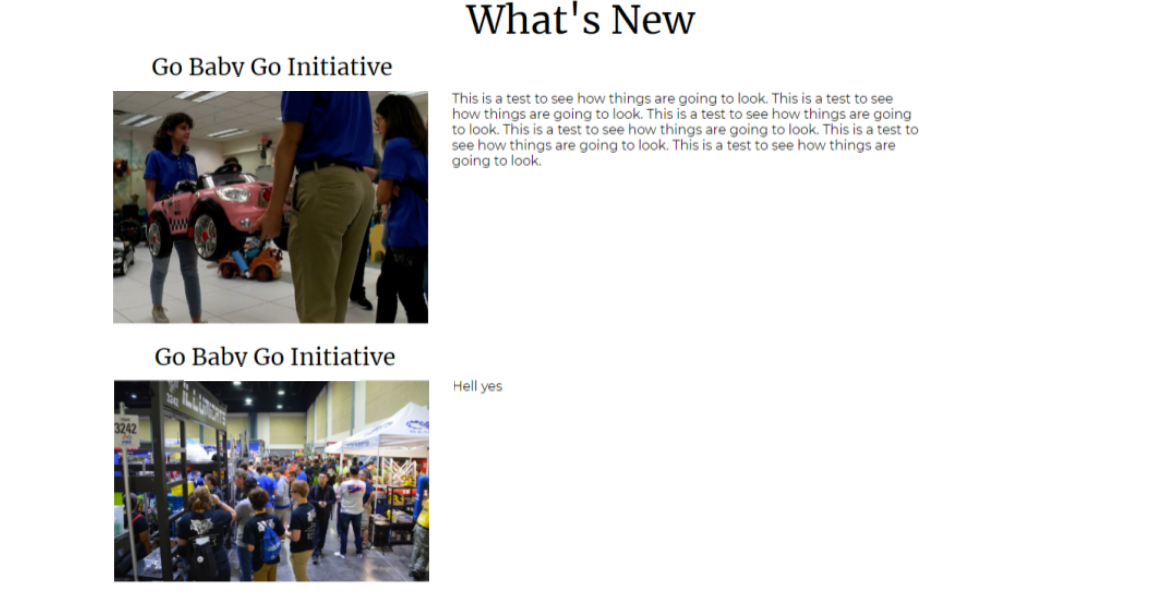 What's New
Go Baby Go Initiative
This is a test to see how things are going to look. This is a test to see
how things are going to look. This is a test to see how things are going
to look. This is a test to see how things are going to look. This is a test to
see how things are going to look. This is a test to see how things are
going to look.
Go Baby Go Initiative
Hell yes
3242
iLLUMiNATE
3242